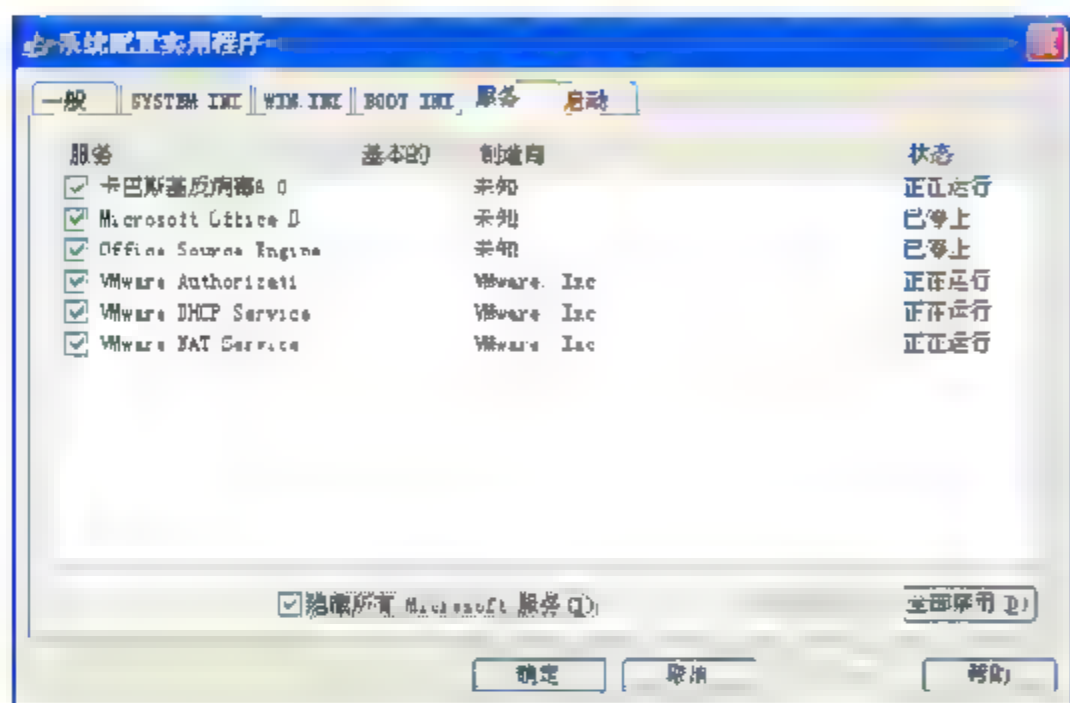 系统配置实用程序
一般 SYSTEM.INI WIN.INI BOOT.INI 服务 启动
服务 基本的 制造商 状态
卡巴斯基反病毒6.0 未知 正在运行
Microsoft Office D 未知 已停止
Office Source Engine 未知 已停止
VMware Authorizati VMware, Inc 正在运行
VMware DHCP Service VMware, Inc 正在运行
VMware NAT Service VMware, Inc 正在运行
隐藏所有 Microsoft 服务 全部禁用(D)
确定 取消 帮助